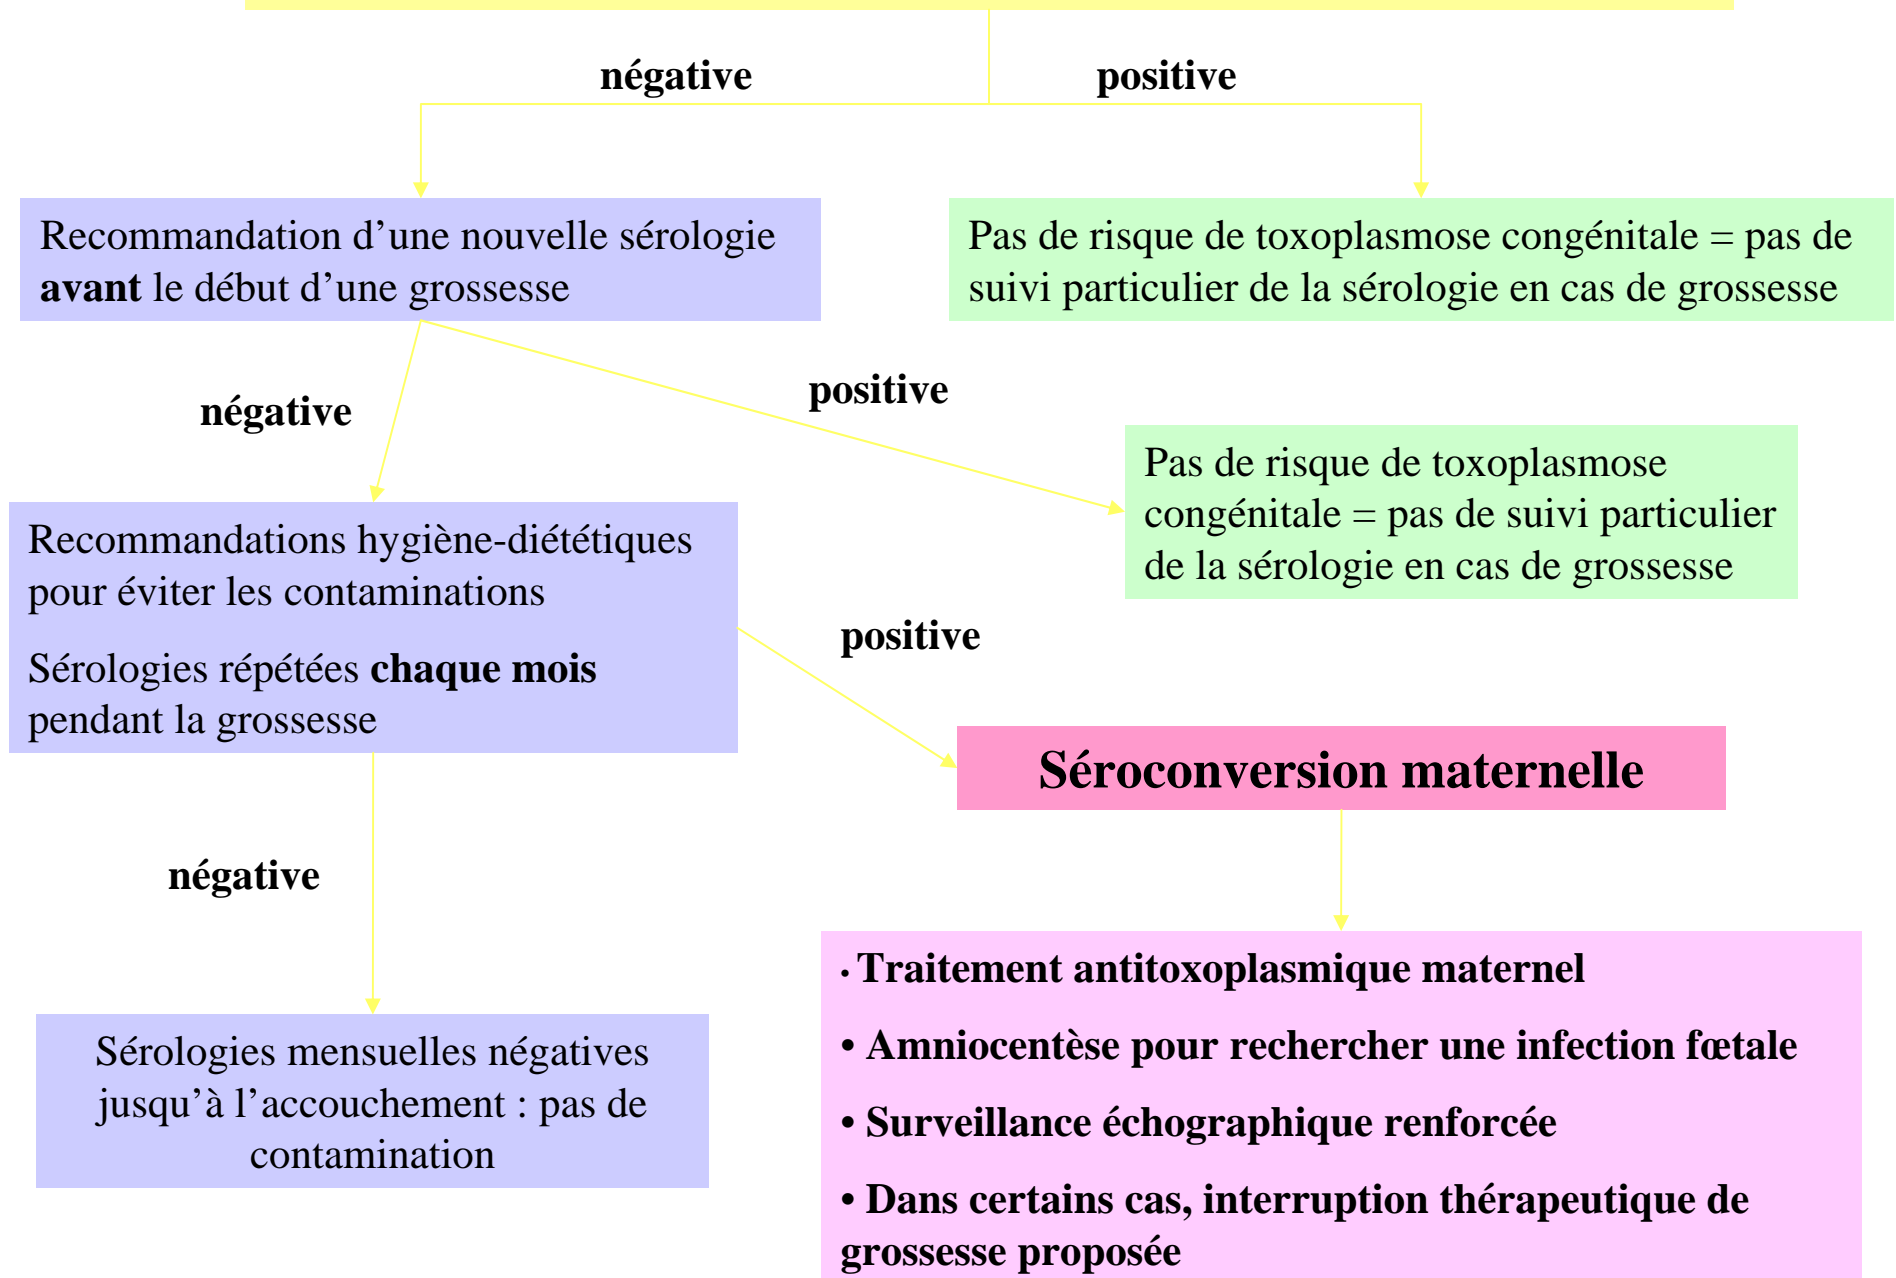 négative
positive
Recommandation d’une nouvelle sérologie
avant le début d’une grossesse
Pas de risque de toxoplasmose congénitale = pas de
suivi particulier de la sérologie en cas de grossesse
négative
positive
Pas de risque de toxoplasmose
congénitale = pas de suivi particulier
de la sérologie en cas de grossesse
Recommandations hygiène-diététiques
pour éviter les contaminations
Sérologies répétées chaque mois
pendant la grossesse
positive
Séroconversion maternelle
négative
Sérologies mensuelles négatives
jusqu’à l’accouchement : pas de
contamination
• Traitement antitoxoplasmique maternel
• Amniocentèse pour rechercher une infection fœtale
• Surveillance échographique renforcée
• Dans certains cas, interruption thérapeutique de
grossesse proposée